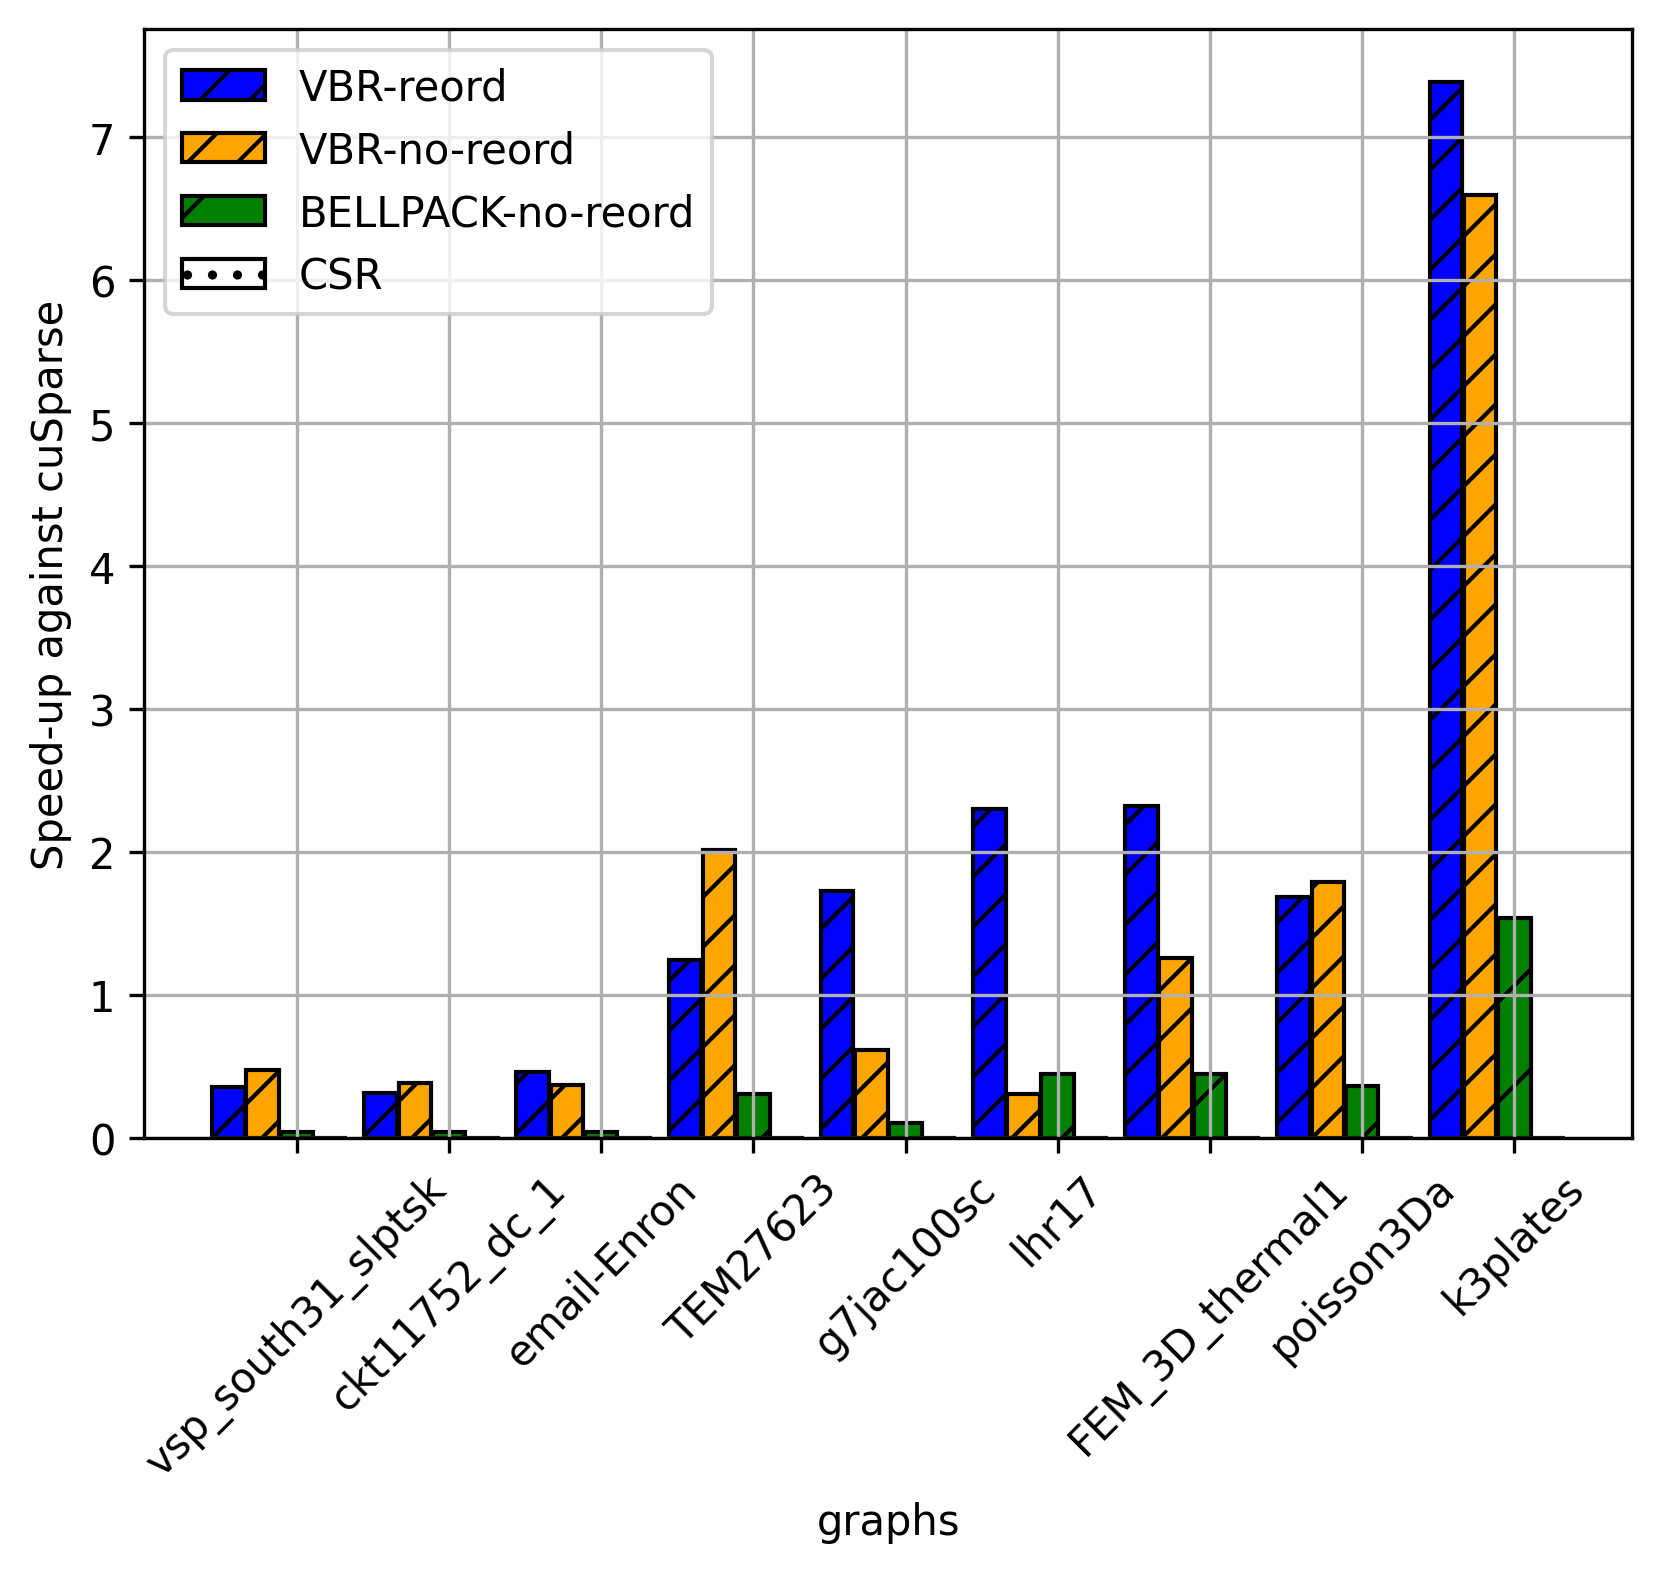 VBR-reord
VBR-no-reord
BELLPACK-no-reord
CSR
Speed-up against cuSparse
7
6
5
4
3
2
1
0
vsp_south31_slptsk
ckt11752_dc_1
email-Enron
TEM27623
g7jac100sc
lhr17
FEM_3D_thermal1
poisson3Da
k3plates
graphs